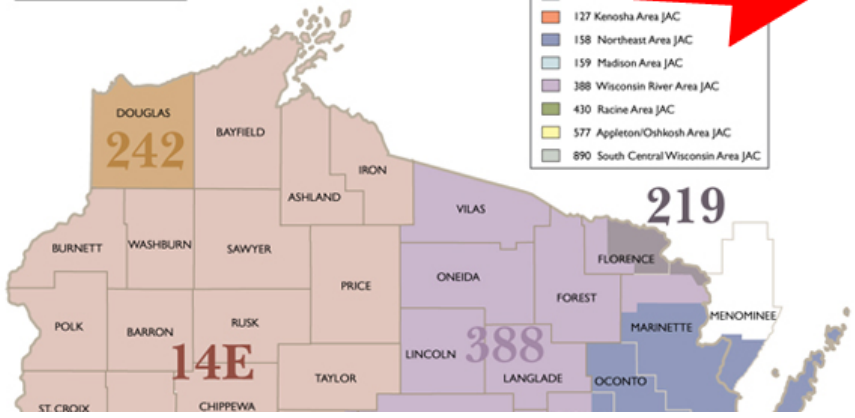 127 Kenosha Area JAC
158 Northeast Area JAC
159 Madison Area JAC
388 Wisconsin River Area JAC
430 Racine Area JAC
577 Appleton/Oshkosh Area JAC
890 South Central Wisconsin Area JAC
DOUGLAS
242
BAYFIELD
IRON
ASHLAND
VILAS
219
BURNETT
WASHBURN
SAWYER
FLORENCE
ONEIDA
PRICE
FOREST
POLK
BARRON
RUSK
MARINETTE
MENOMINEE
14E
388
LINCOLN
TAYLOR
LANGLADE
OCONTO
ST. CROIX
CHIPPEWA